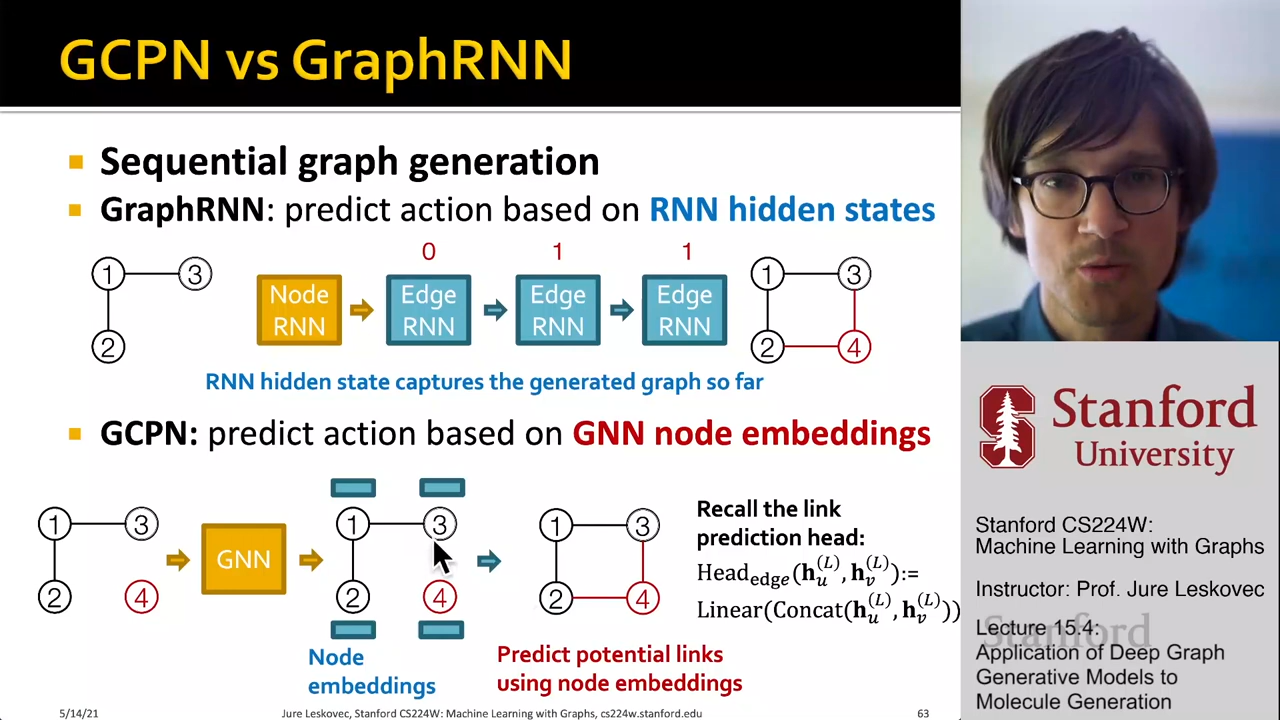 GCPN vs GraphRNN
Sequential graph generation
GraphRNN: predict action based on RNN hidden states
0 1 1
1 3
2
Node RNN
Edge RNN
Edge RNN
Edge RNN
1 3
2 4
RNN hidden state captures the generated graph so far
GCPN: predict action based on GNN node embeddings
1 3
2 4
GNN
1 3
2 4
1 3
2 4
Node
embeddings
Predict potential links
using node embeddings
Recall the link
prediction head:
Head_edge(h_u^(L), h_v^(L)):=
Linear(Concat(h_u^(L), h_v^(L)))
5/14/21
Jure Leskovec, Stanford CS224W: Machine Learning with Graphs, cs224w.stanford.edu
63
Stanford
University
Stanford CS224W:
Machine Learning with Graphs
Instructor: Prof. Jure Leskovec
Stanford
Lecture 15.4:
Application of Deep Graph
Generative Models to
Molecule Generation